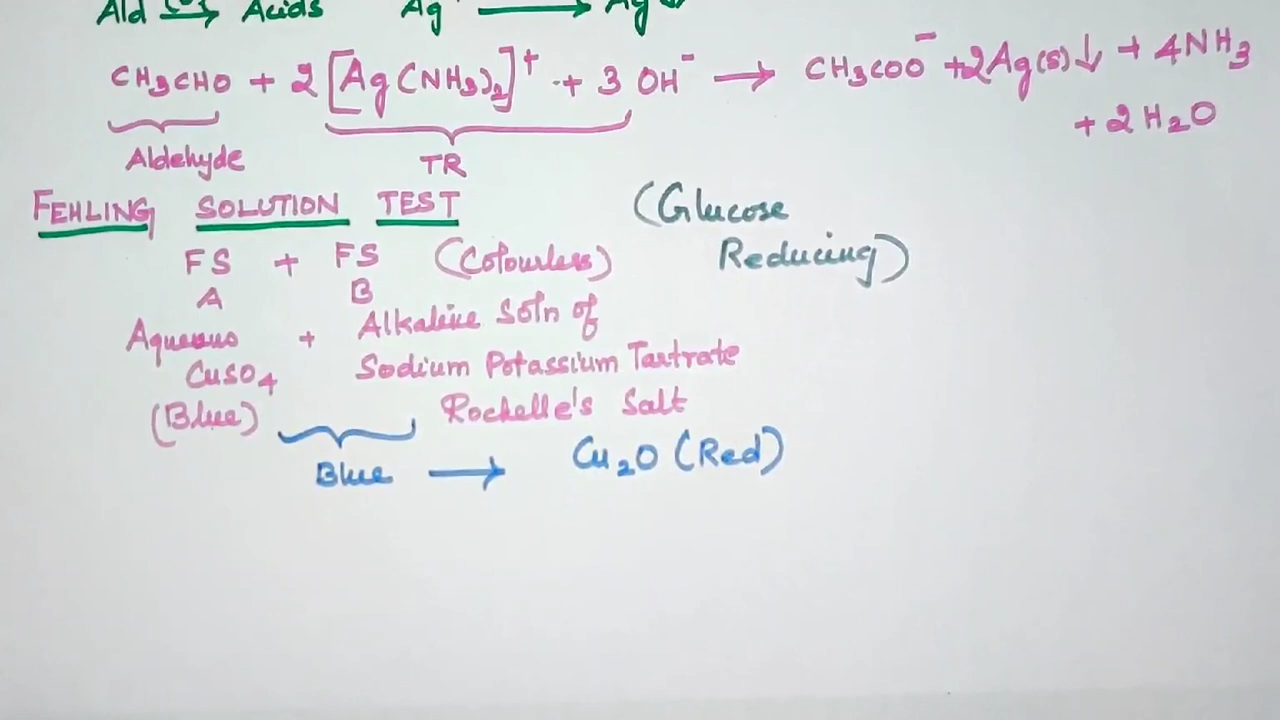 Ald [O]→ Acids Ag⁺ → Ag↓
CH₃CHO + 2[Ag(NH₃)₂]⁺ + 3OH⁻ → CH₃COO⁻ + 2Ag(s)↓ + 4NH₃
+ 2H₂O
Aldehyde TR
FEHLING SOLUTION TEST (Glucose
Reducing)
FS + FS (Colourless)
A B
Aqueous + Alkaline Soln of
CuSO₄ Sodium Potassium Tartrate
(Blue) Rochelle's Salt
Blue → Cu₂O (Red)